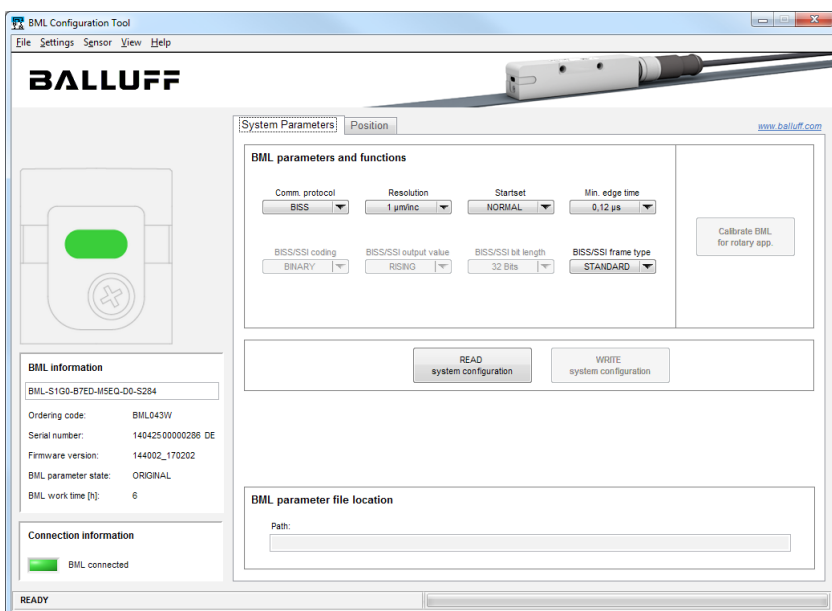 BML Configuration Tool
File Settings Sensor View Help
BALLUFF
System Parameters Position www.balluff.com
BML parameters and functions
Comm. protocol Resolution Startset Min. edge time
BISS 1 µm/inc NORMAL 0,12 µs
Calibrate BML
for rotary app.
BISS/SSI coding BISS/SSI output value BISS/SSI bit length BISS/SSI frame type
BINARY RISING 32 Bits STANDARD
READ
system configuration
WRITE
system configuration
BML information
BML-S1G0-B7ED-M5EQ-D0-S284
Ordering code: BML043W
Serial number: 14042500000286 DE
Firmware version: 144002_170202
BML parameter state: ORIGINAL
BML work time [h]: 6
BML parameter file location
Path:
Connection information
BML connected
READY